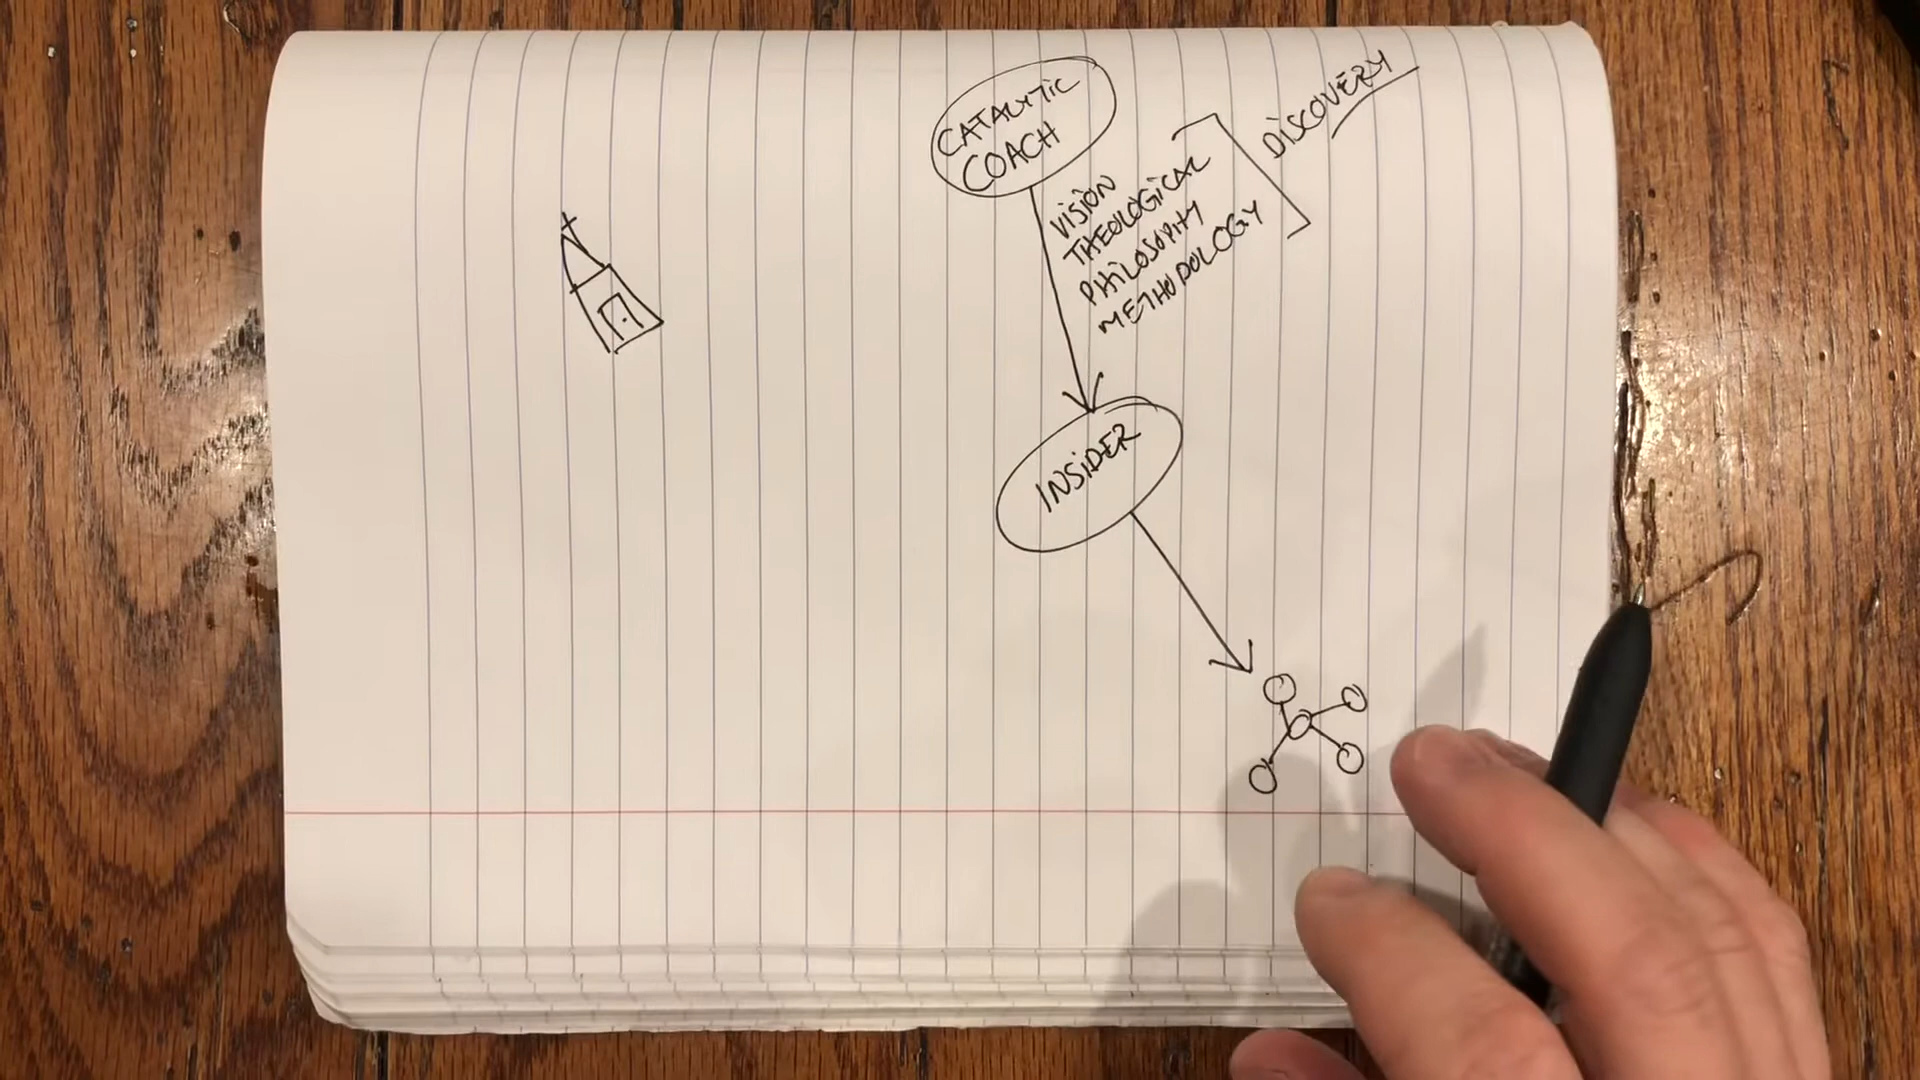 CATALYTIC
COACH
VISION
THEOLOGICAL
PHILOSOPHY
METHODOLOGY
DISCOVERY
INSIDER